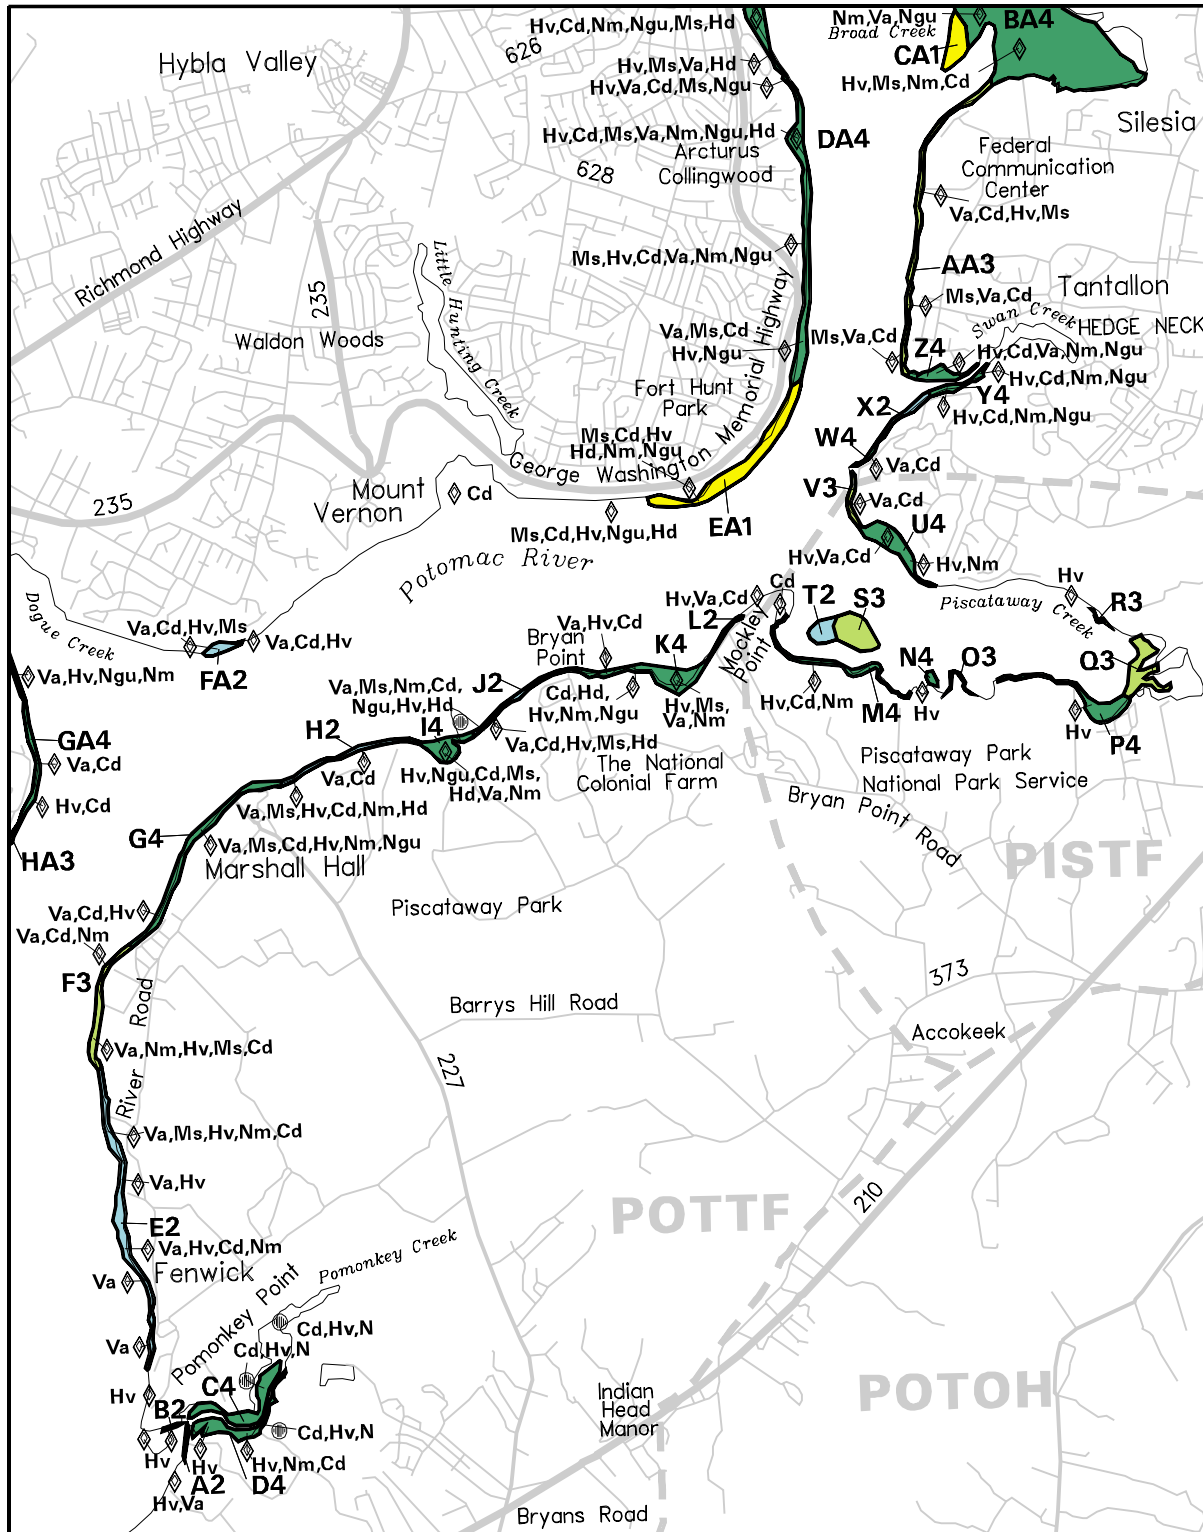 Hv,Cd,Nm,Ngu,Ms,Hd
Nm,Va,Ngu
Broad Creek
BA4
CA1
626
Hybla Valley
Hv,Ms,Va,Hd
Hv,Va,Cd,Ms,Ngu
Hv,Ms,Nm,Cd
Silesia
Hv,Cd,Ms,Va,Nm,Ngu,Hd
DA4
Arcturus
Collingwood
628
Federal
Communication
Center
Va,Cd,Hv,Ms
Richmond Highway
Little Hunting Creek
Ms,Hv,Cd,Va,Nm,Ngu
AA3
Tantallon
235
Ms,Va,Cd
Swan Creek
HEDGE NECK
Waldon Woods
Va,Ms,Cd
Hv,Ngu
Ms,Va,Cd
Z4
Hv,Cd,Va,Nm,Ngu
Hv,Cd,Nm,Ngu
Fort Hunt
Park
X2
Y4
Hv,Cd,Nm,Ngu
Ms,Cd,Hv
Hd,Nm,Ngu
W4
George Washington Memorial Highway
Va,Cd
235
Mount
Vernon
Cd
V3
Va,Cd
EA1
U4
Ms,Cd,Hv,Ngu,Hd
Potomac River
Hv,Va,Cd
Hv,Nm
Hv
Dogue Creek
Hv,Va,Cd
Cd
T2
S3
Piscataway Creek
R3
Va,Cd,Hv,Ms
Va,Cd,Hv
Va,Hv,Cd
L2
Bryan
Point
Mockley
Point
K4
N4
O3
Q3
Va,Hv,Ngu,Nm
FA2
Va,Ms,Nm,Cd,
Ngu,Hv,Hd
J2
Cd,Hd,
Hv,Nm,Ngu
Hv,Ms,
Va,Nm
Hv,Cd,Nm
M4
Hv
Hv
P4
GA4
H2
I4
Va,Cd,Hv,Ms,Hd
Va,Cd
Va,Cd
Hv,Ngu,Cd,Ms,
Hd,Va,Nm
The National
Colonial Farm
Piscataway Park
National Park Service
Hv,Cd
Va,Ms,Hv,Cd,Nm,Hd
Bryan Point Road
G4
Va,Ms,Cd,Hv,Nm,Ngu
HA3
Marshall Hall
PISTF
Va,Cd,Hv
Piscataway Park
Va,Cd,Nm
F3
373
River Road
Barrys Hill Road
Accokeek
Va,Nm,Hv,Ms,Cd
227
Va,Ms,Hv,Nm,Cd
Va,Hv
210
POTTF
E2
Va,Hv,Cd,Nm
Va
Fenwick
Pomonkey Creek
Pomonkey Point
Cd,Hv,N
Va
Cd,Hv,N
Hv
C4
B2
POTOH
Indian
Head
Manor
Cd,Hv,N
Hv
Hv
Hv,Nm,Cd
A2
D4
Hv,Va
Bryans Road